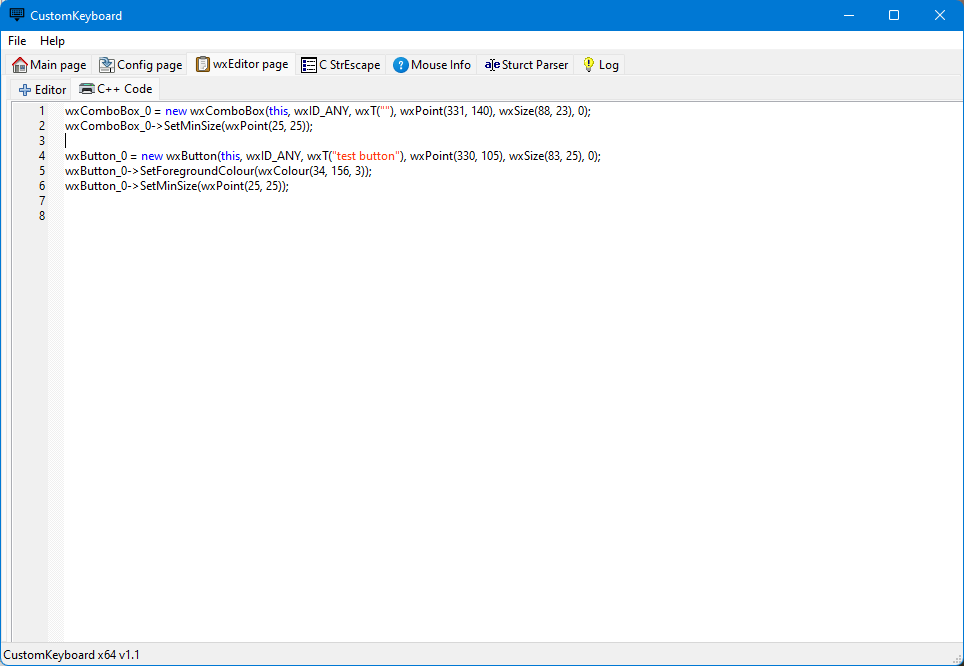 CustomKeyboard
File Help
Main page Config page wxEditor page C StrEscape Mouse Info Sturct Parser Log
Editor C++ Code
1 wxComboBox_0 = new wxComboBox(this, wxID_ANY, wxT(""), wxPoint(331, 140), wxSize(88, 23), 0);
2 wxComboBox_0->SetMinSize(wxPoint(25, 25));
3
4 wxButton_0 = new wxButton(this, wxID_ANY, wxT("test button"), wxPoint(330, 105), wxSize(83, 25), 0);
5 wxButton_0->SetForegroundColour(wxColour(34, 156, 3));
6 wxButton_0->SetMinSize(wxPoint(25, 25));
7
8
CustomKeyboard x64 v1.1